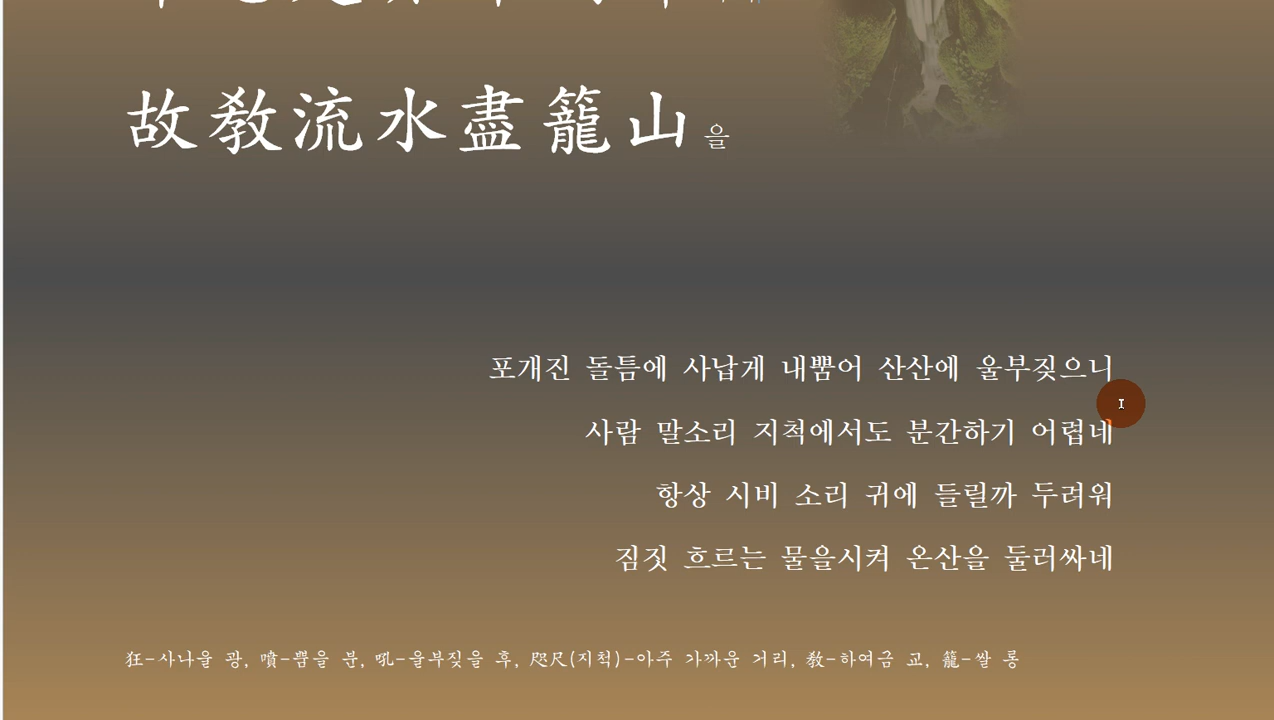 故敎流水盡籠山을
포개진 돌틈에 사납게 내뿜어 산산에 울부짖으니
사람 말소리 지척에서도 분간하기 어렵네
항상 시비 소리 귀에 들릴까 두려워
짐짓 흐르는 물을시켜 온산을 둘러싸네
狂-사나울 광, 噴-뿜을 분, 吼-울부짖을 후, 咫尺(지척)-아주 가까운 거리, 敎-하여금 교, 籠-쌀 롱